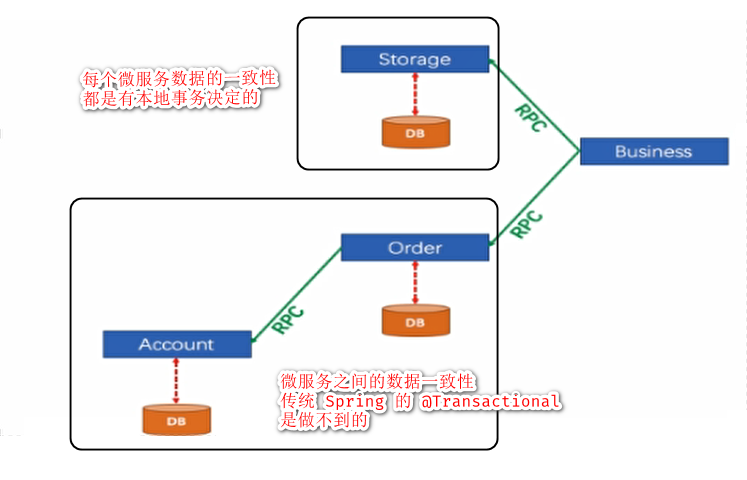 Storage
每个微服务数据的一致性
都是有本地事务决定的
RPC
DB
Business
RPC
Order
RPC
DB
Account
微服务之间的数据一致性
传统 Spring 的 @Transactional
是做不到的
DB